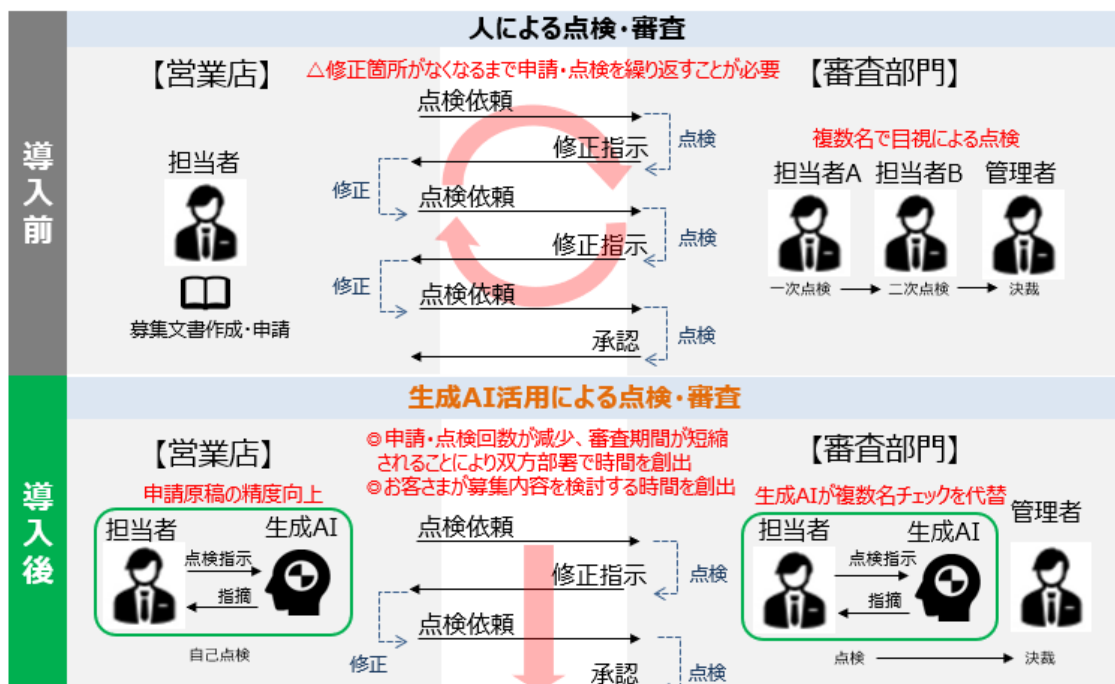 人による点検・審査
導入前
【営業店】
△修正箇所がなくなるまで申請・点検を繰り返すことが必要
【審査部門】
担当者
募集文書作成・申請
点検依頼
点検
修正指示
修正
点検依頼
点検
修正指示
修正
点検依頼
点検
承認
複数名で目視による点検
担当者A 担当者B 管理者
一次点検 二次点検 決裁
生成AI活用による点検・審査
導入後
【営業店】
申請原稿の精度向上
担当者 生成AI
点検指示
指摘
自己点検
◎申請・点検回数が減少、審査期間が短縮
されることにより双方部署で時間を創出
◎お客さまが募集内容を検討する時間を創出
点検依頼
点検
修正指示
修正
点検依頼
点検
承認
【審査部門】
生成AIが複数名チェックを代替
担当者 生成AI 管理者
点検指示
指摘
点検 決裁